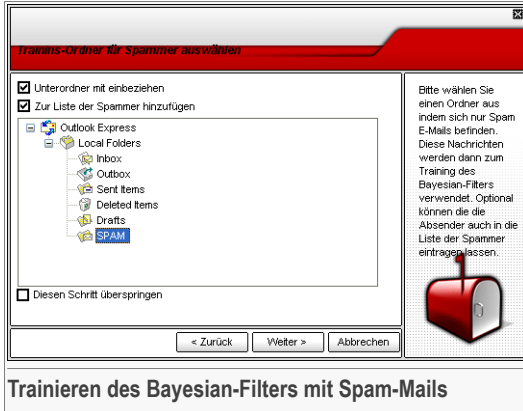 Trainins-Ordner für Spammer auswählen
Unterordner mit einbeziehen
Zur Liste der Spammer hinzufügen
Outlook Express
Local Folders
Inbox
Outbox
Sent Items
Deleted Items
Drafts
SPAM
Diesen Schritt überspringen
Bitte wählen Sie
einen Ordner aus
indem sich nur Spam
E-Mails befinden.
Diese Nachrichten
werden dann zum
Training des
Bayesian-Filters
verwendet. Optional
können die die
Absender auch in die
Liste der Spammer
eintragen lassen.
< Zurück
Weiter >
Abbrechen
Trainieren des Bayesian-Filters mit Spam-Mails